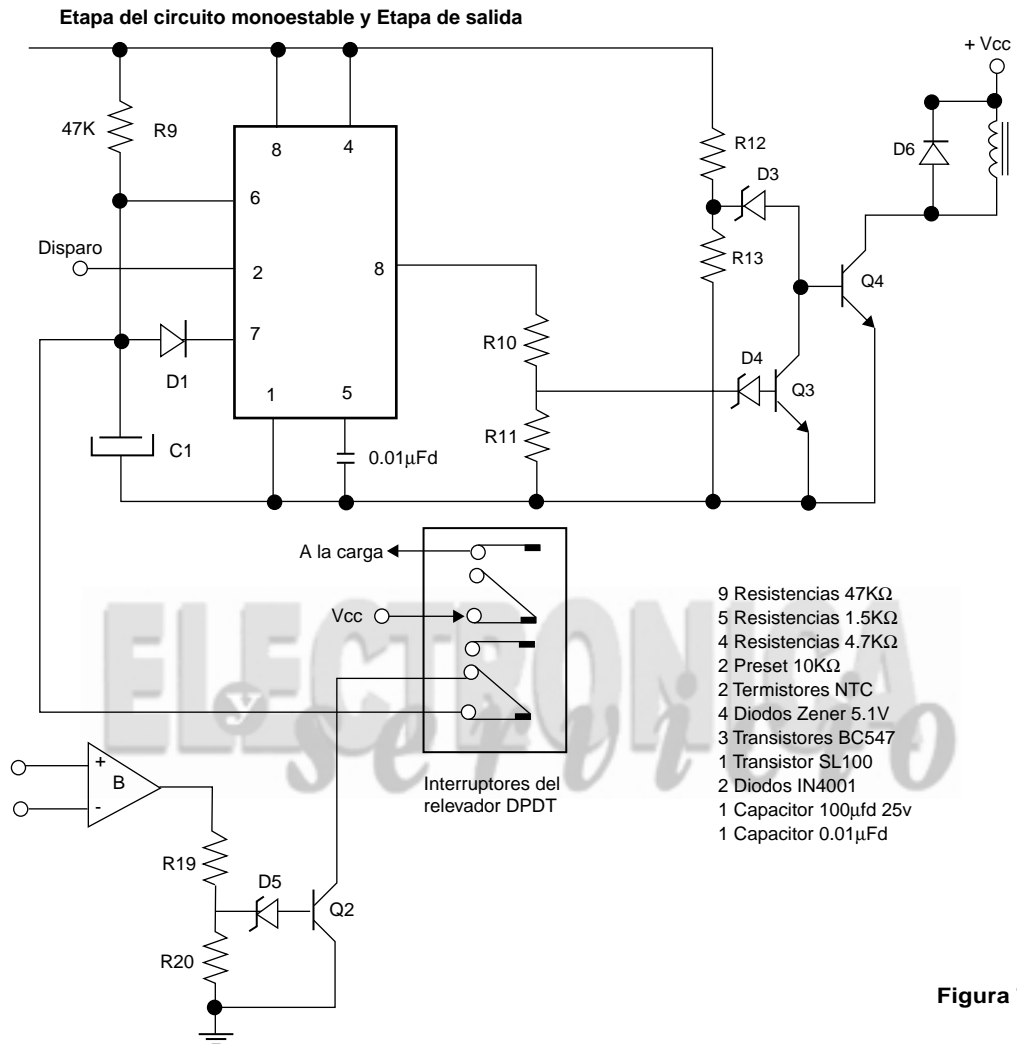 Etapa del circuito monoestable y Etapa de salida
+ Vcc
47K
R9
8
4
R12
D6
D3
6
Disparo
2
8
R13
Q4
7
R10
D1
D4
Q3
1
5
R11
C1
0.01µFd
A la carga
Vcc
9 Resistencias 47KΩ
5 Resistencias 1.5KΩ
4 Resistencias 4.7KΩ
2 Preset 10KΩ
2 Termistores NTC
4 Diodos Zener 5.1V
3 Transistores BC547
1 Transistor SL100
2 Diodos IN4001
1 Capacitor 100µfd 25v
1 Capacitor 0.01µFd
ELECTRONICA
y servicio
+
B
-
Interruptores del
relevador DPDT
R19
D5
Q2
R20
Figura